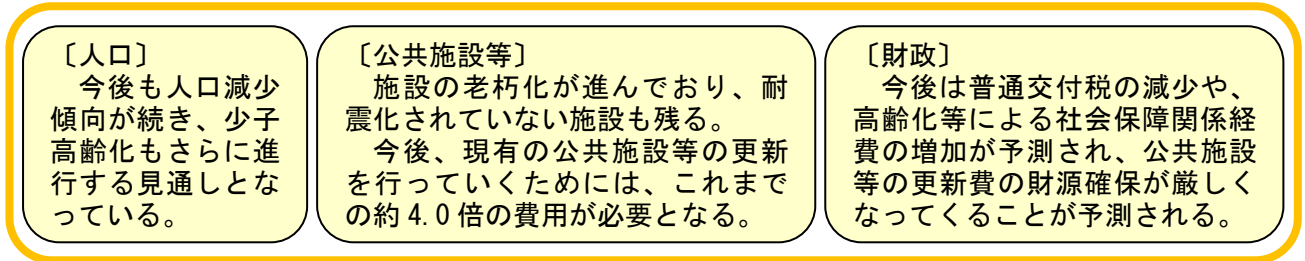 〔人口〕
　今後も人口減少
傾向が続き、少子
高齢化もさらに進
行する見通しとな
っている。
〔公共施設等〕
　施設の老朽化が進んでおり、耐
震化されていない施設も残る。
　今後、現有の公共施設等の更新
を行っていくためには、これまで
の約 4.0 倍の費用が必要となる。
〔財政〕
　今後は普通交付税の減少や、
高齢化等による社会保障関係経
費の増加が予測され、公共施設
等の更新費の財源確保が厳しく
なってくることが予測される。